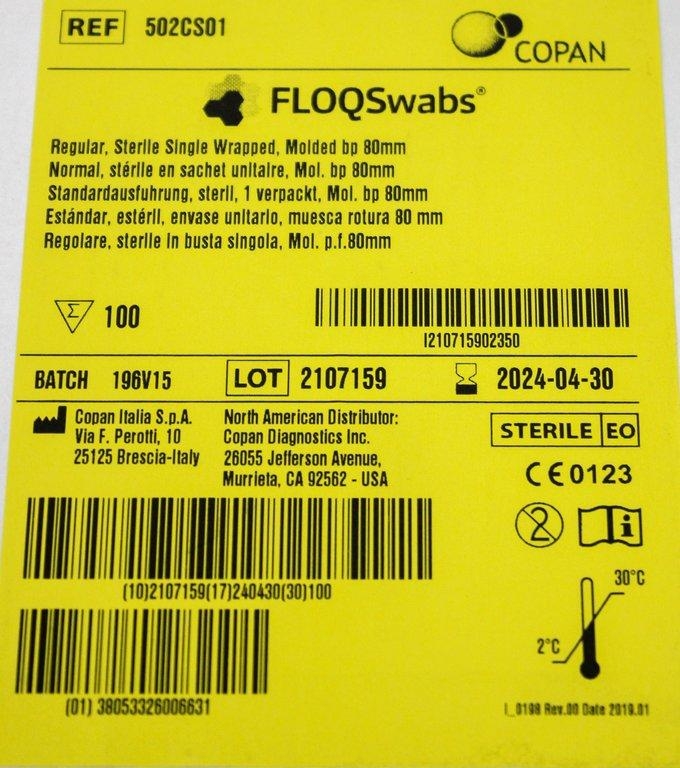 REF 502CS01
COPAN
FLOQSwabs®
Regular, Sterile Single Wrapped, Molded bp 80mm
Normal, stérile en sachet unitaire, Mol. bp 80mm
Standardausfuhrung, steril, 1 verpackt, Mol. bp 80mm
Estándar, estéril, envase unitario, muesca rotura 80 mm
Regolare, sterile in busta singola, Mol. p.f.80mm
Σ 100
I210715902350
BATCH 196V15 LOT 2107159 2024-04-30
Copan Italia S.p.A.
Via F. Perotti, 10
25125 Brescia-Italy
North American Distributor:
Copan Diagnostics Inc.
26055 Jefferson Avenue,
Murrieta, CA 92562 - USA
STERILE EO
CE 0123
2 i
(10)2107159(17)240430(30)100
30°C
2°C
(01) 38053326006631
I_0198 Rev.00 Date 2019.01